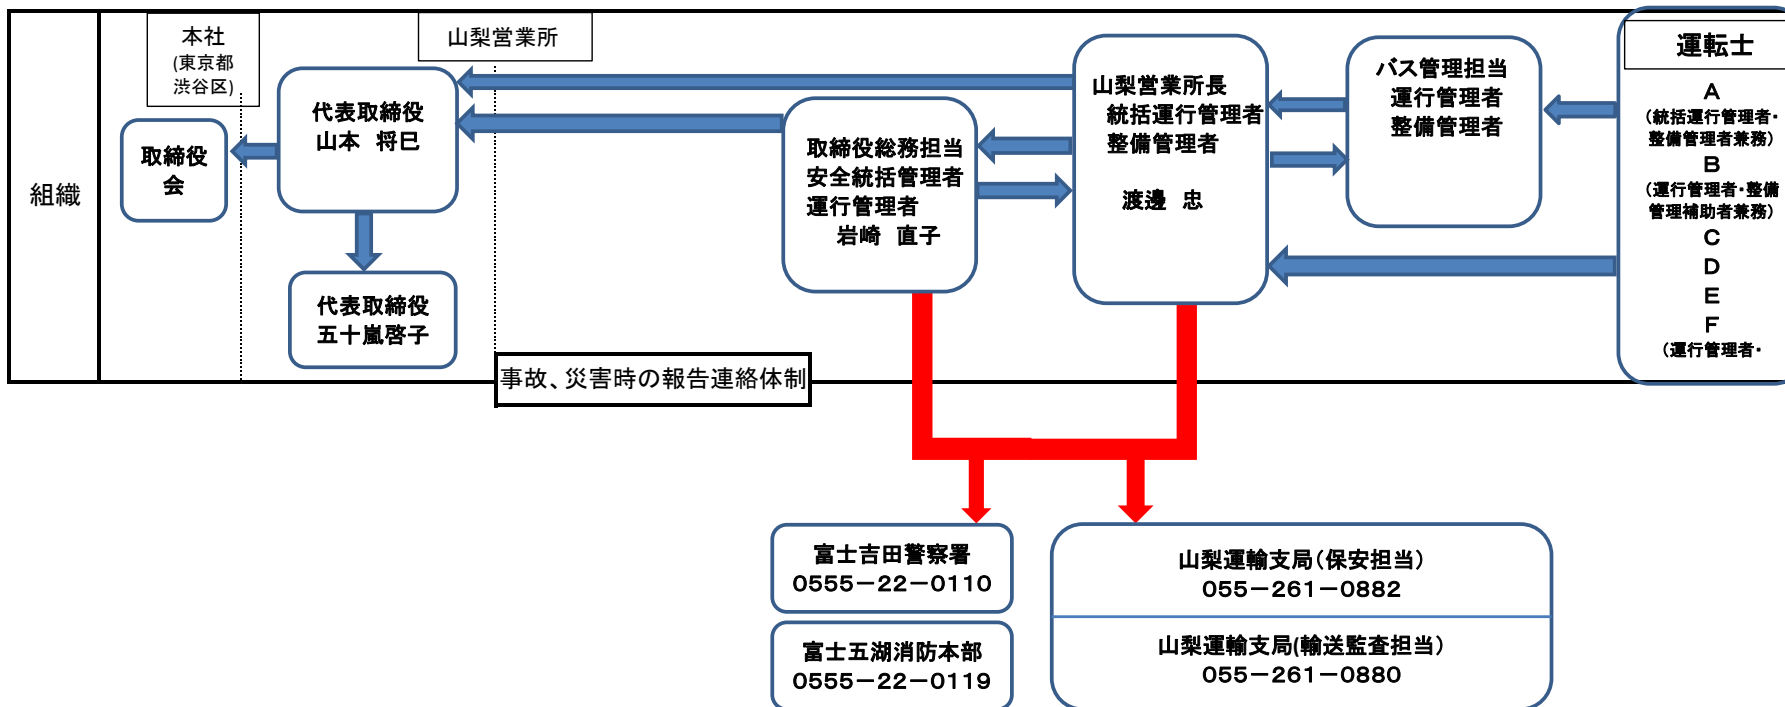 組織
本社
(東京都
渋谷区)
取締役
会
代表取締役
山本　将巳
代表取締役
五十嵐啓子
山梨営業所
取締役総務担当
安全統括管理者
運行管理者
岩崎　直子
山梨営業所長
統括運行管理者
整備管理者
渡邊　忠
バス管理担当
運行管理者
整備管理者
運転士
A
（統括運行管理者・
整備管理者兼務）
B
（運行管理者・整備
管理補助者兼務）
C
D
E
F
（運行管理者・
事故、災害時の報告連絡体制
富士吉田警察署
0555－22－0110
富士五湖消防本部
0555－22－0119
山梨運輸支局（保安担当）
055－261－0882
山梨運輸支局(輸送監査担当）
055－261－0880